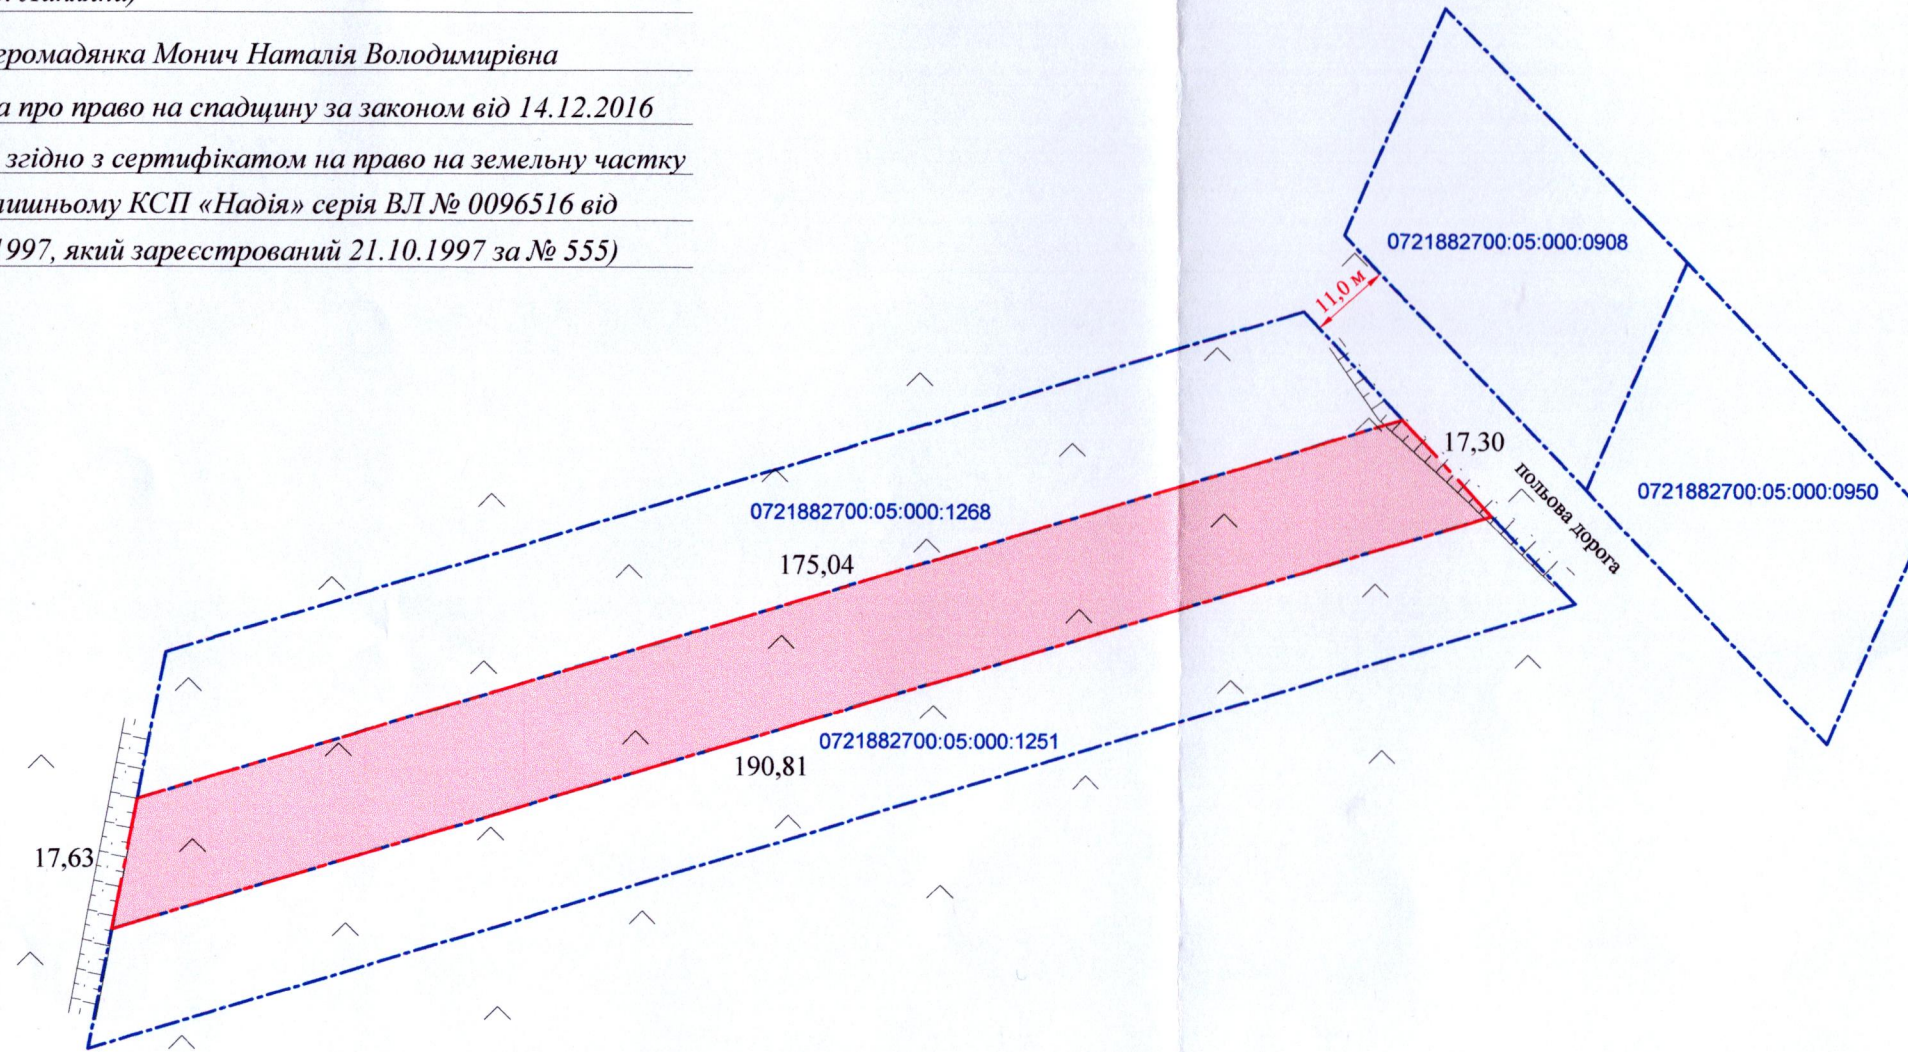 громадянка Монич Наталія Володимирівна
а про право на спадщину за законом від 14.12.2016
згідно з сертифікатом на право на земельну частку
лишньому КСП «Надія» серія ВЛ № 0096516 від
1997, який зареєстрований 21.10.1997 за № 555)
0721882700:05:000:0908
11,0 м
17,30
польова дорога
0721882700:05:000:0950
0721882700:05:000:1268
175,04
0721882700:05:000:1251
190,81
17,63